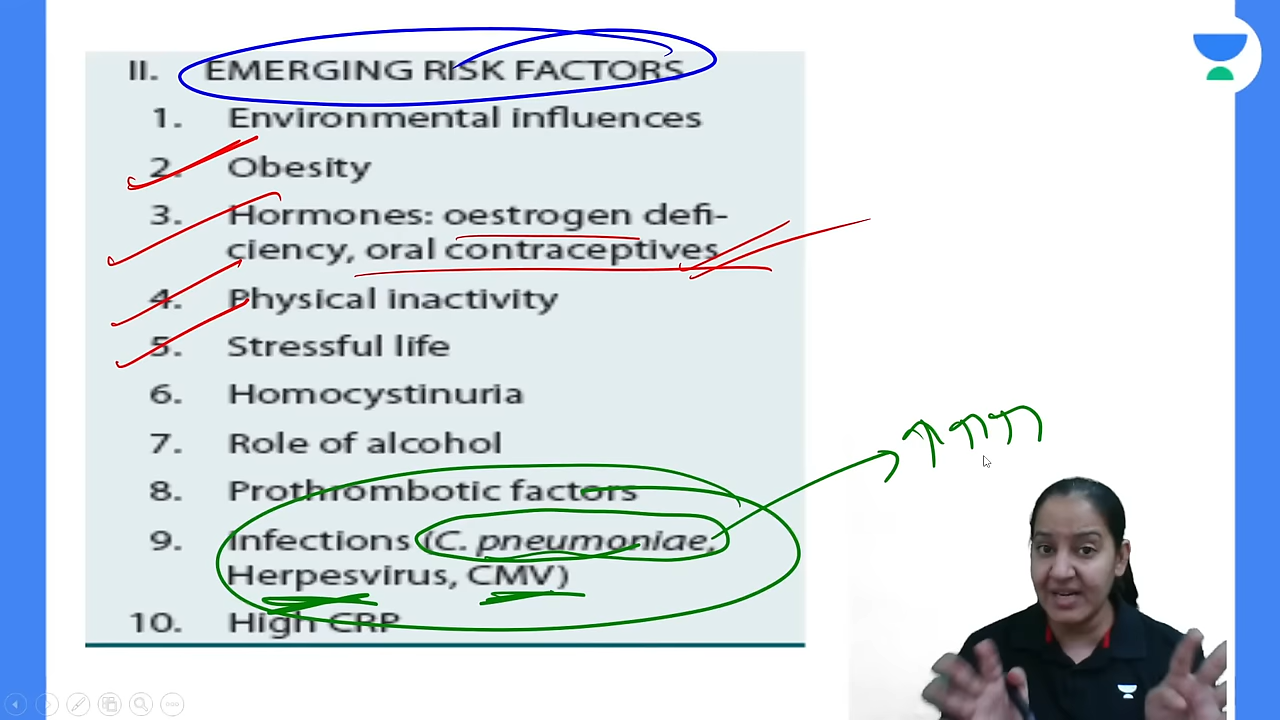 II. EMERGING RISK FACTORS
1. Environmental influences
2. Obesity
3. Hormones: oestrogen defi-
ciency, oral contraceptives
4. Physical inactivity
5. Stressful life
6. Homocystinuria
7. Role of alcohol
8. Prothrombotic factors
9. Infections (C. pneumoniae,
Herpesvirus, CMV)
10. High CRP